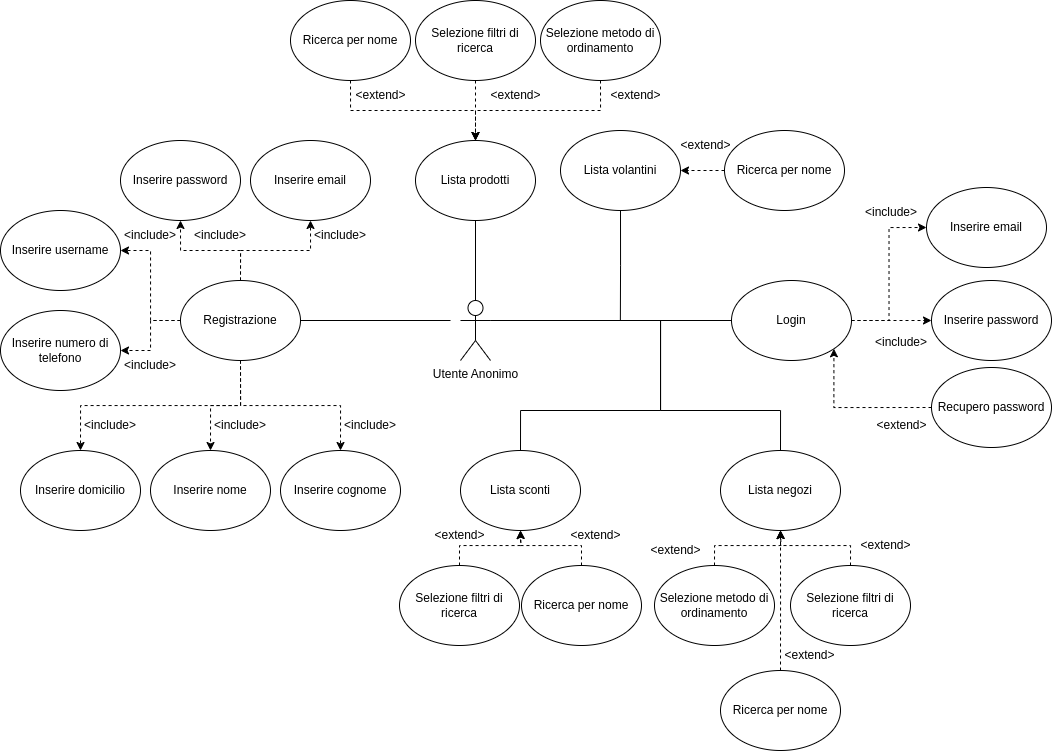 Ricerca per nome
Selezione filtri di
ricerca
Selezione metodo di
ordinamento
<extend>
<extend>
<extend>
Inserire password
Inserire email
Lista prodotti
Lista volantini
<extend>
Ricerca per nome
Inserire username
<include>
<include>
<include>
<include>
Inserire email
Registrazione
Login
Inserire password
Inserire numero di
telefono
<include>
<include>
Utente Anonimo
Recupero password
<extend>
<include>
<include>
<include>
Inserire domicilio
Inserire nome
Inserire cognome
Lista sconti
Lista negozi
<extend>
<extend>
<extend>
<extend>
Selezione filtri di
ricerca
Ricerca per nome
Selezione metodo di
ordinamento
Selezione filtri di
ricerca
<extend>
Ricerca per nome